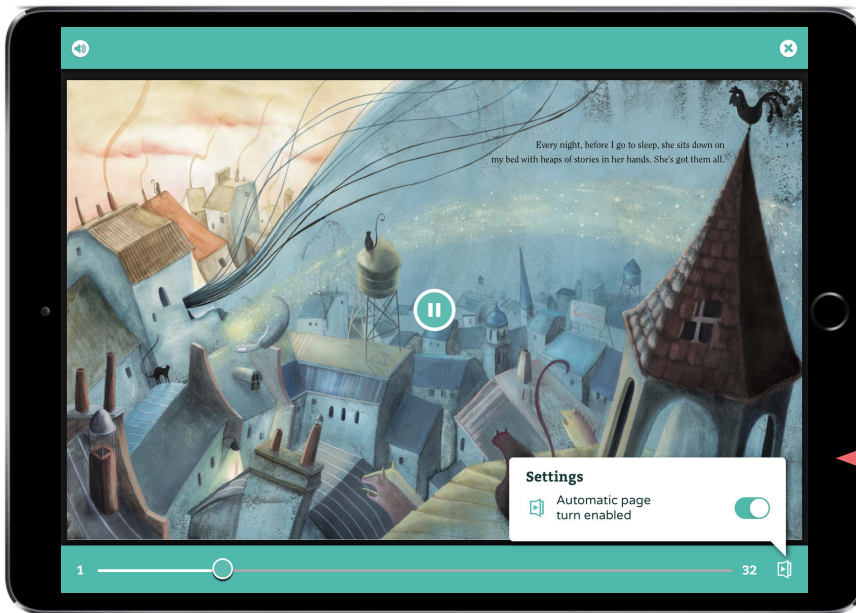 Every night, before I go to sleep, she sits down on
my bed with heaps of stories in her hands. She's got them all.
Settings
Automatic page
turn enabled
1
32